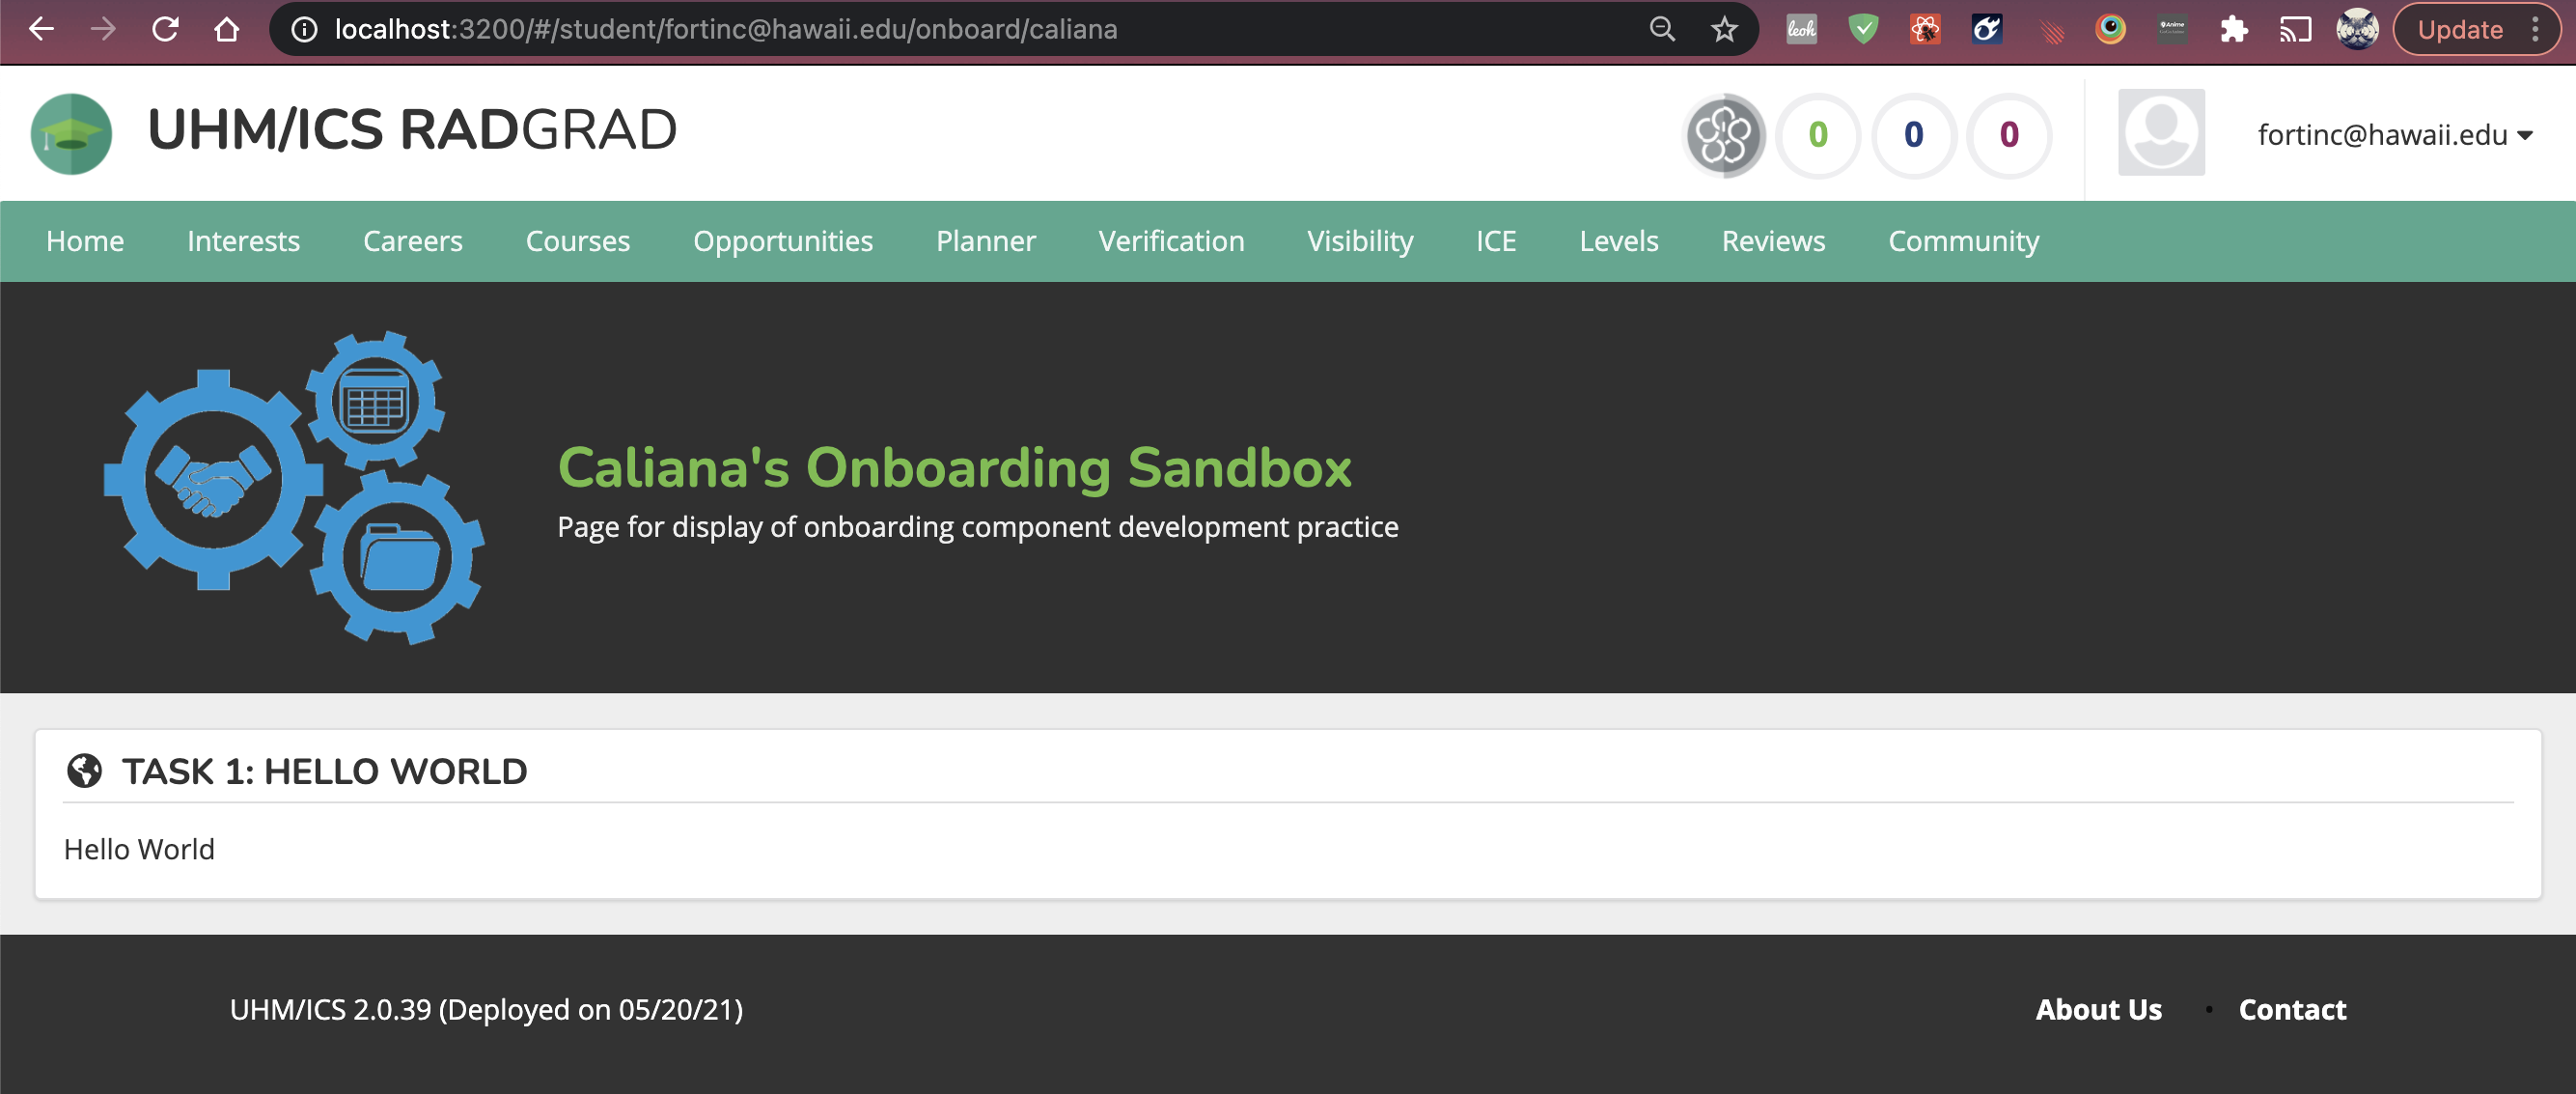 localhost:3200/#/student/fortinc@hawaii.edu/onboard/caliana
leoh
Update
UHM/ICS RADGRAD
0 0 0
fortinc@hawaii.edu
Home Interests Careers Courses Opportunities Planner Verification Visibility ICE Levels Reviews Community
Caliana's Onboarding Sandbox
Page for display of onboarding component development practice
TASK 1: HELLO WORLD
Hello World
UHM/ICS 2.0.39 (Deployed on 05/20/21)
About Us • Contact